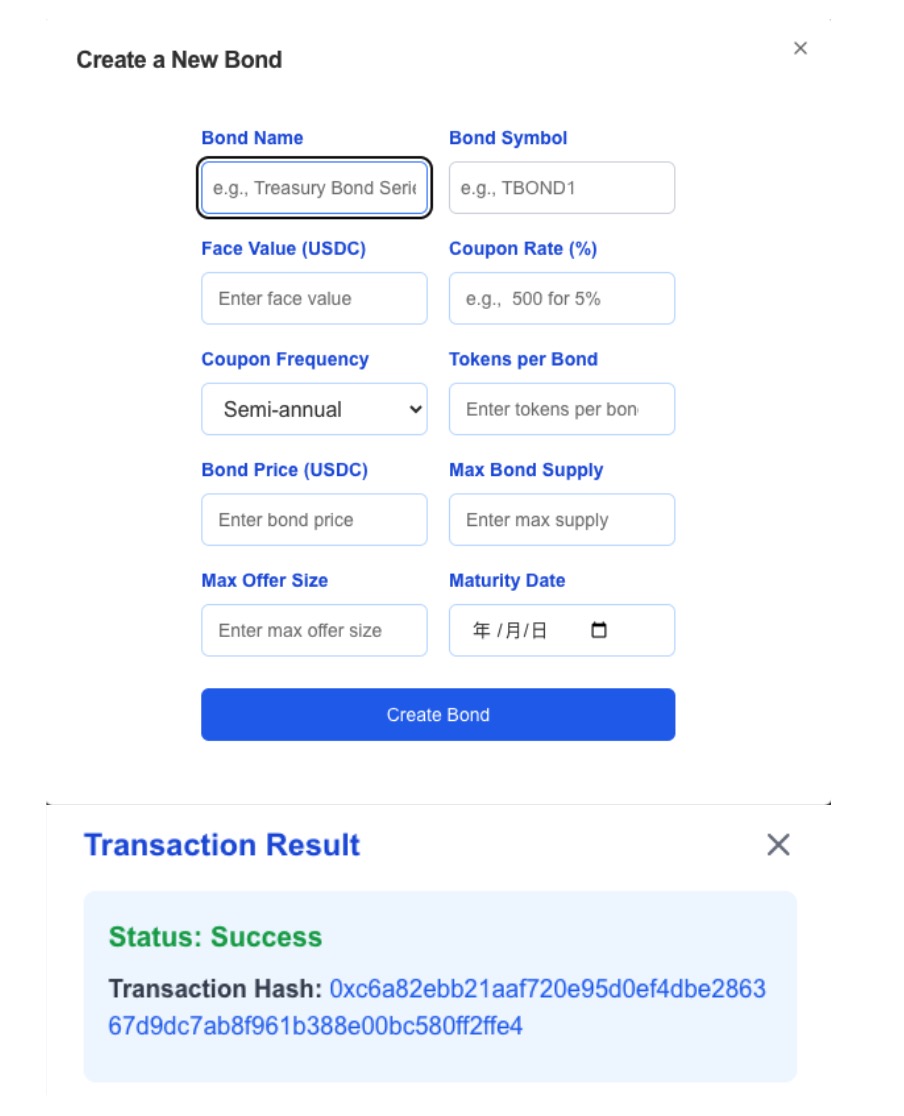 Create a New Bond
Bond Name Bond Symbol
e.g., Treasury Bond Serie e.g., TBOND1
Face Value (USDC) Coupon Rate (%)
Enter face value e.g., 500 for 5%
Coupon Frequency Tokens per Bond
Semi-annual Enter tokens per bon
Bond Price (USDC) Max Bond Supply
Enter bond price Enter max supply
Max Offer Size Maturity Date
Enter max offer size 年 /月/日
Create Bond
Transaction Result
Status: Success
Transaction Hash: 0xc6a82ebb21aaf720e95d0ef4dbe2863
67d9dc7ab8f961b388e00bc580ff2ffe4